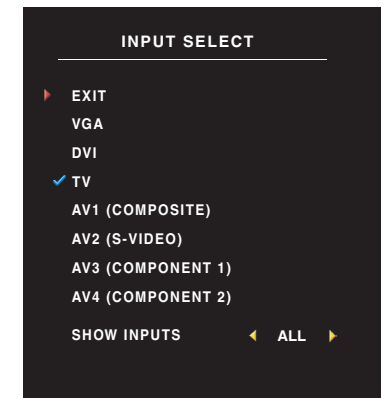 INPUT SELECT
EXIT
VGA
DVI
TV
AV1 (COMPOSITE)
AV2 (S-VIDEO)
AV3 (COMPONENT 1)
AV4 (COMPONENT 2)
SHOW INPUTS ALL